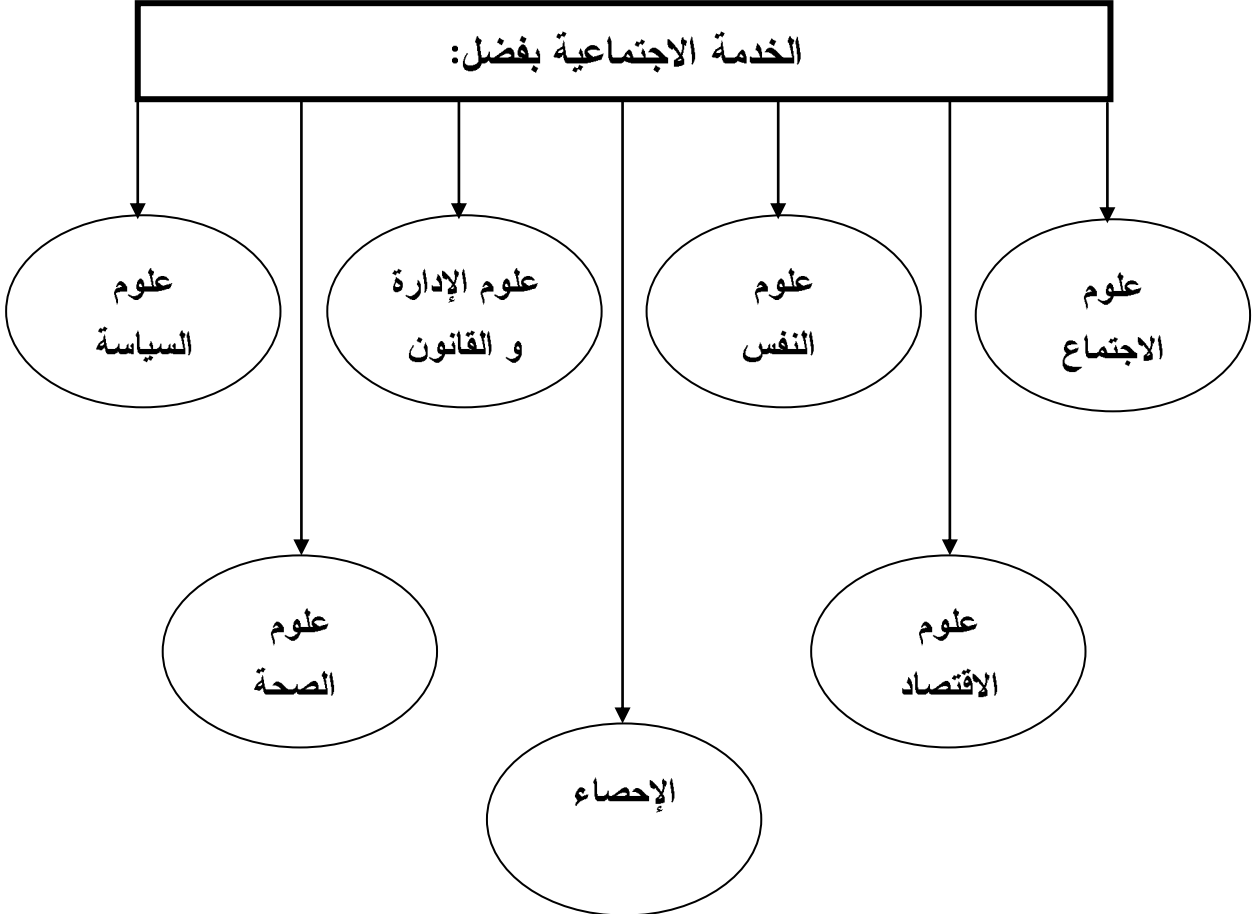 الخدمة الاجتماعية بفضل:
علوم
الاجتماع
علوم
النفس
علوم الإدارة
و القانون
علوم
السياسة
علوم
الاقتصاد
علوم
الصحة
الإحصاء